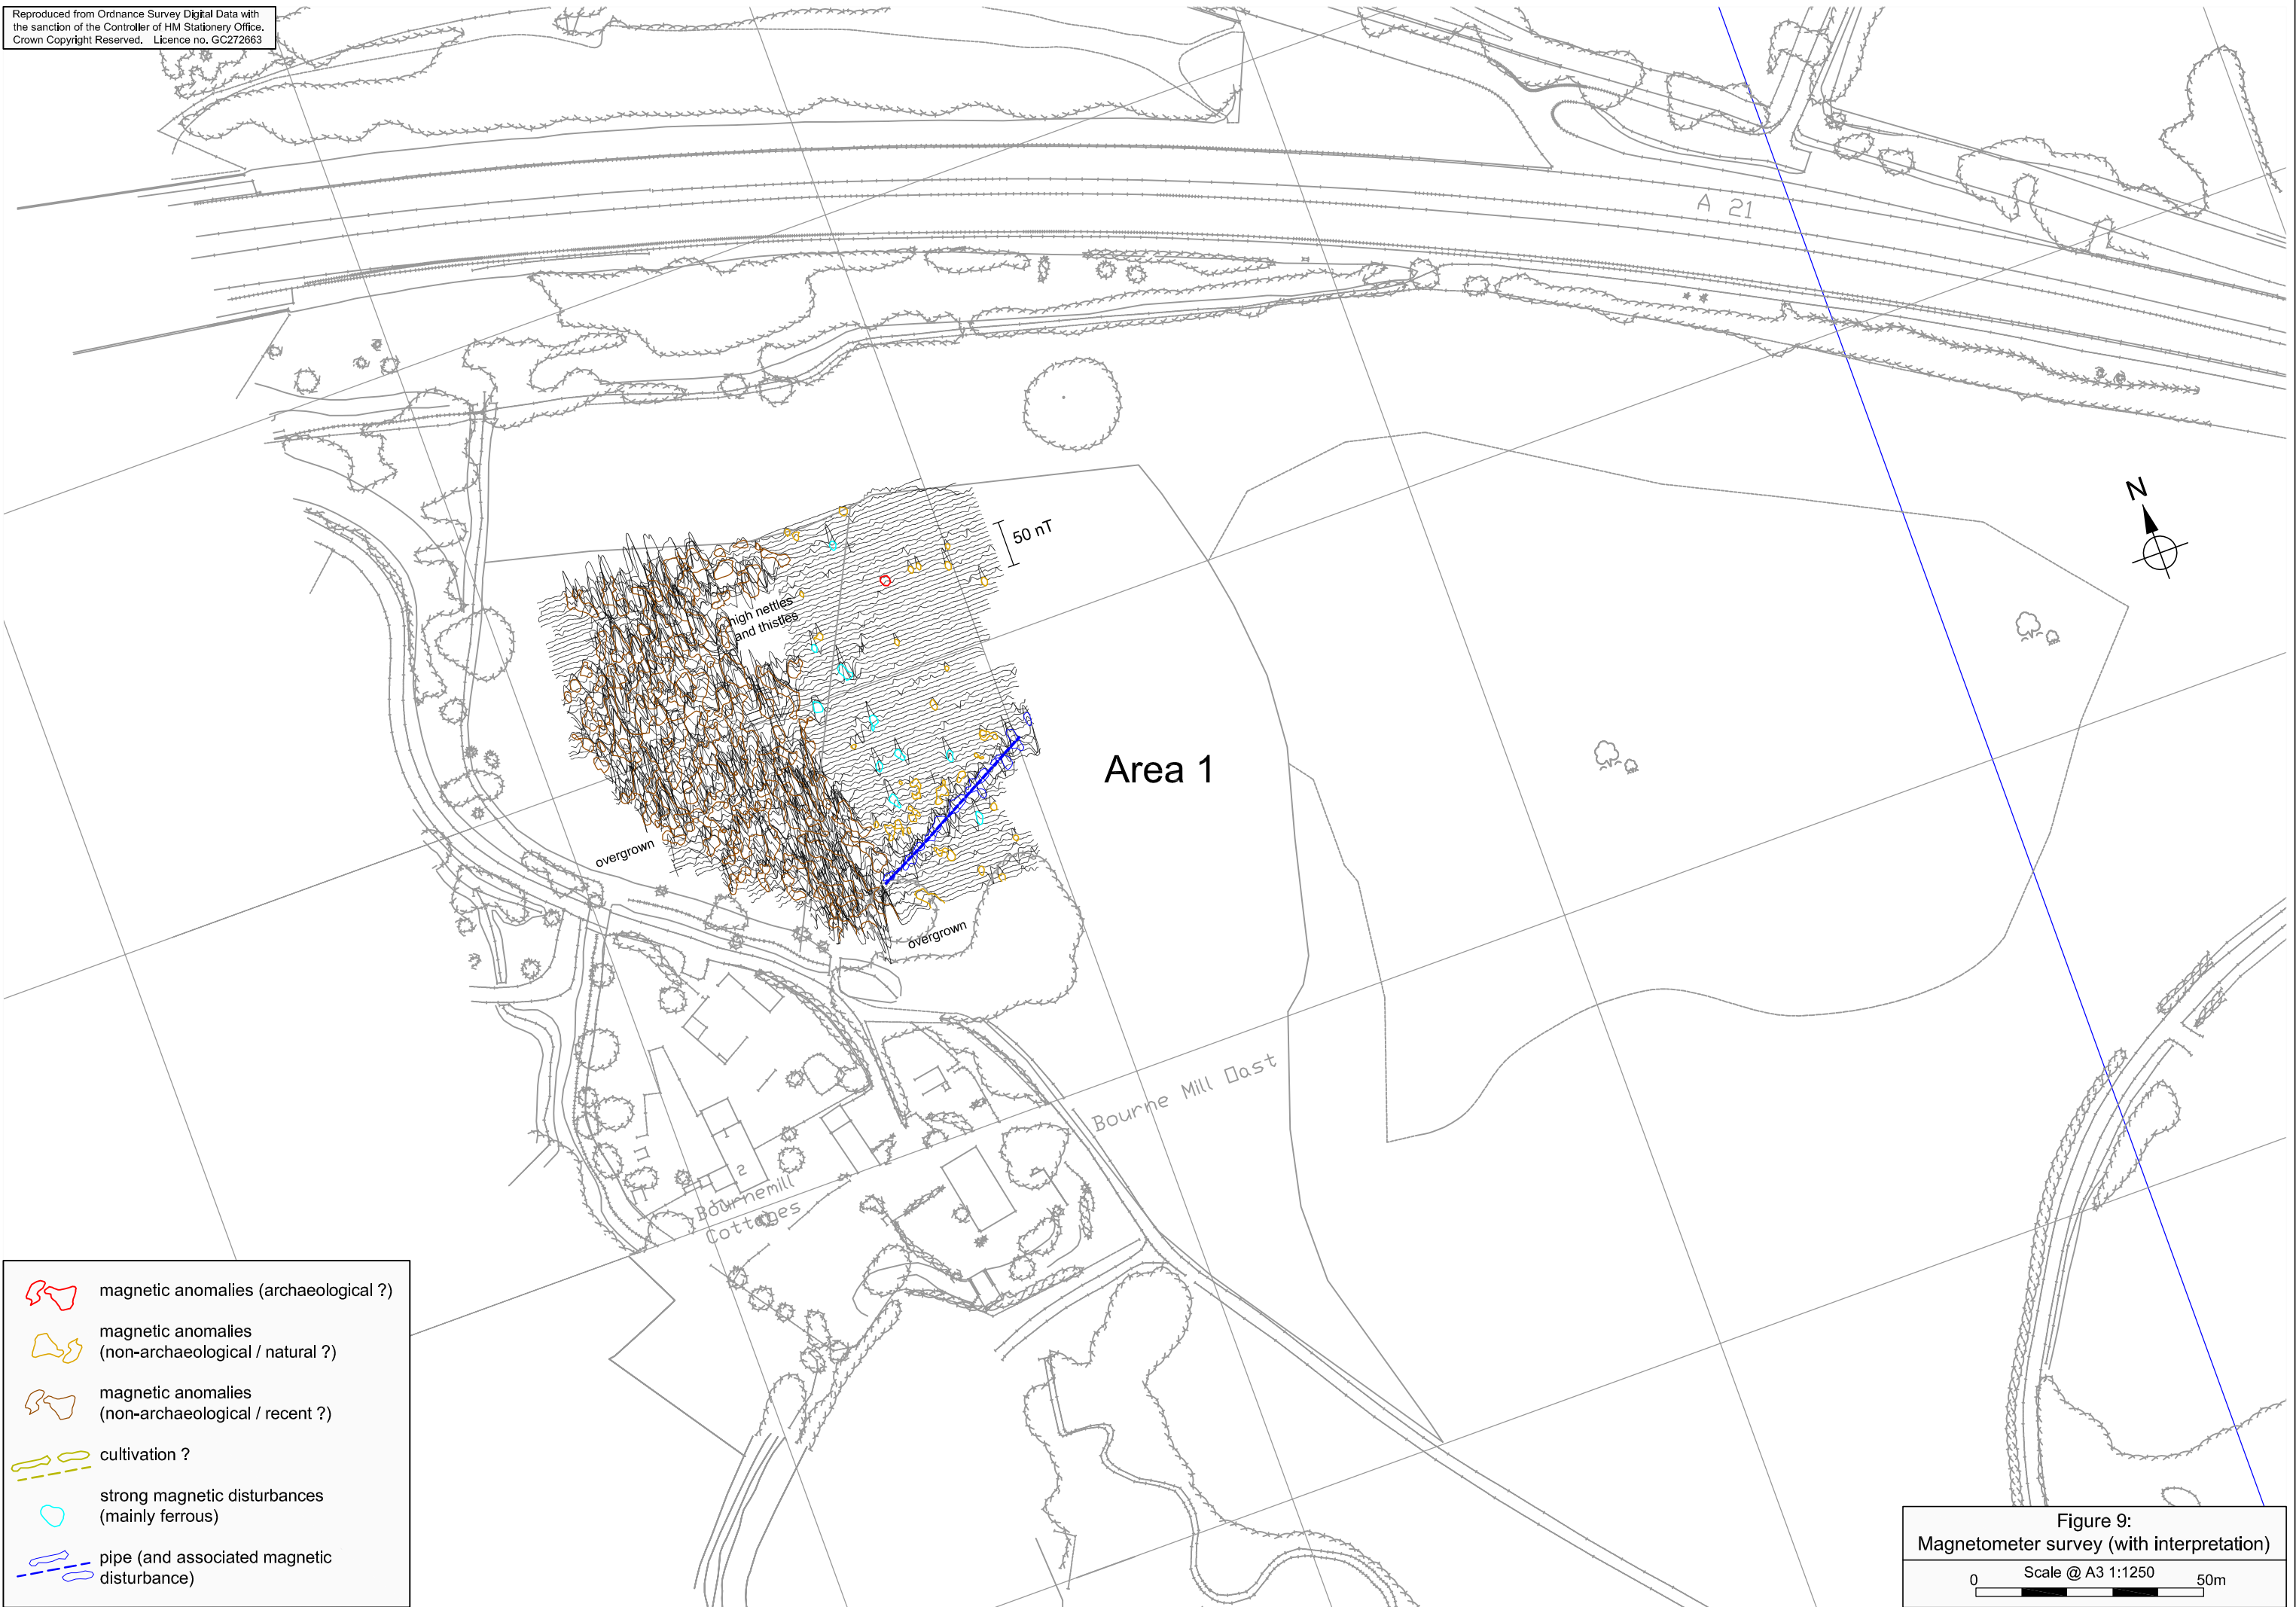 Reproduced from Ordnance Survey Digital Data with
the sanction of the Controller of HM Stationery Office.
Crown Copyright Reserved. Licence no. GC272663
A 21
N
50 nT
high nettles
and thistles
Area 1
overgrown
overgrown
Bourne Mill Oast
1
2
Bournemill
Cottages
magnetic anomalies (archaeological ?)
magnetic anomalies
(non-archaeological / natural ?)
magnetic anomalies
(non-archaeological / recent ?)
cultivation ?
strong magnetic disturbances
(mainly ferrous)
pipe (and associated magnetic
disturbance)
Figure 9:
Magnetometer survey (with interpretation)
Scale @ A3 1:1250
0 50m